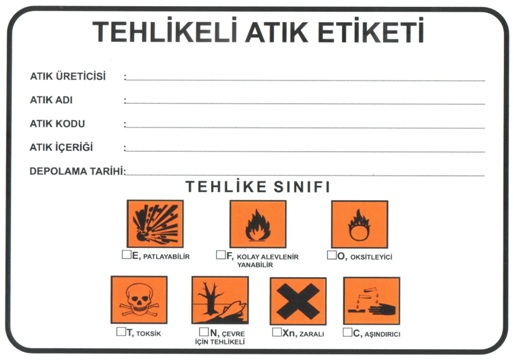 TEHLİKELİ ATIK ETİKETİ
ATIK ÜRETİCİSİ :
ATIK ADI :
ATIK KODU :
ATIK İÇERİĞİ :
DEPOLAMA TARİHİ:
TEHLİKE SINIFI
E, PATLAYABİLİR
F, KOLAY ALEVLENİR
YANABİLİR
O, OKSİTLEYİCİ
T, TOKSİK
N, ÇEVRE
İÇİN TEHLİKELİ
Xn, ZARALI
C, AŞINDIRICI